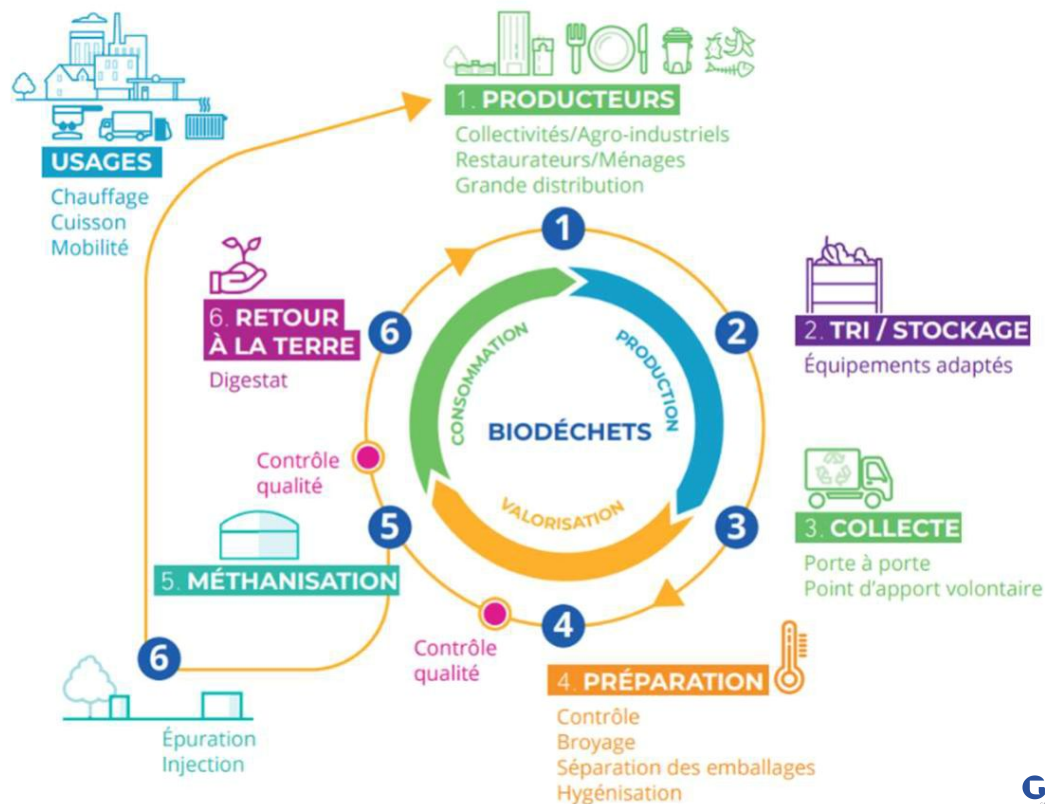 1. PRODUCTEURS
Collectivités/Agro-industriels
Restaurateurs/Ménages
Grande distribution
USAGES
Chauffage
Cuisson
Mobilité
1
2
2. TRI / STOCKAGE
Équipements adaptés
3
3. COLLECTE
Porte à porte
Point d'apport volontaire
4
4. PRÉPARATION
Contrôle
Broyage
Séparation des emballages
Hygénisation
Contrôle
qualité
5
5. MÉTHANISATION
Contrôle
qualité
6
6. RETOUR
À LA TERRE
Digestat
6
Épuration
Injection
CONSOMMATION
PRODUCTION
BIODÉCHETS
VALORISATION
G